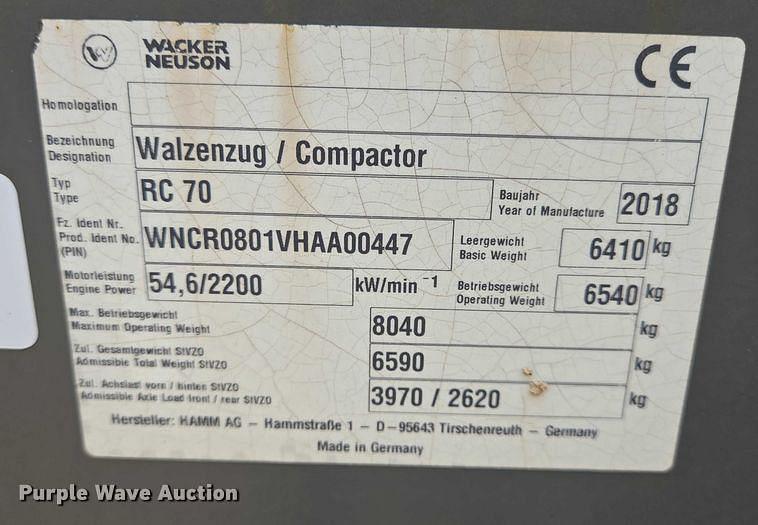 WACKER
NEUSON
CE
Homologation
Bezeichnung
Designation
Walzenzug / Compactor
Typ
Type
RC 70
Baujahr
Year of Manufacture
2018
Fz. Ident Nr.
Prod. Ident No.
(PIN)
WNCR0801VHAA00447
Leergewicht
Basic Weight
6410 kg
Motorleistung
Engine Power
54,6/2200 kW/min⁻¹
Betriebsgewicht
Operating Weight
6540 kg
Max. Betriebsgewicht
Maximum Operating Weight
8040 kg
Zul. Gesamtgewicht StVZO
Admissible Total Weight StVZO
6590 kg
Zul. Achslast vorn / hinten StVZO
Admissible Axle Load front / rear StVZO
3970 / 2620 kg
Hersteller: HAMM AG – Hammstraße 1 – D–95643 Tirschenreuth – Germany
Made in Germany
Purple Wave Auction